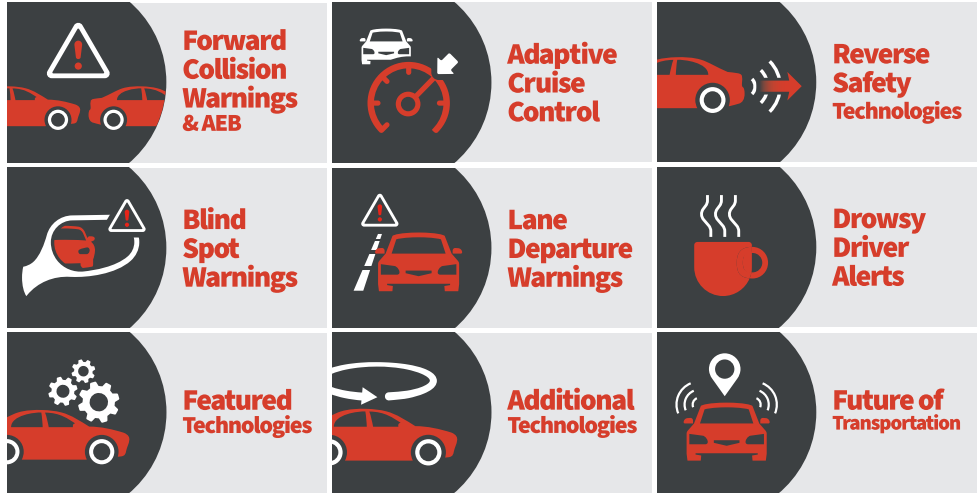 Forward
Collision
Warnings
& AEB
Adaptive
Cruise
Control
Reverse
Safety
Technologies
Blind
Spot
Warnings
Lane
Departure
Warnings
Drowsy
Driver
Alerts
Featured
Technologies
Additional
Technologies
Future of
Transportation